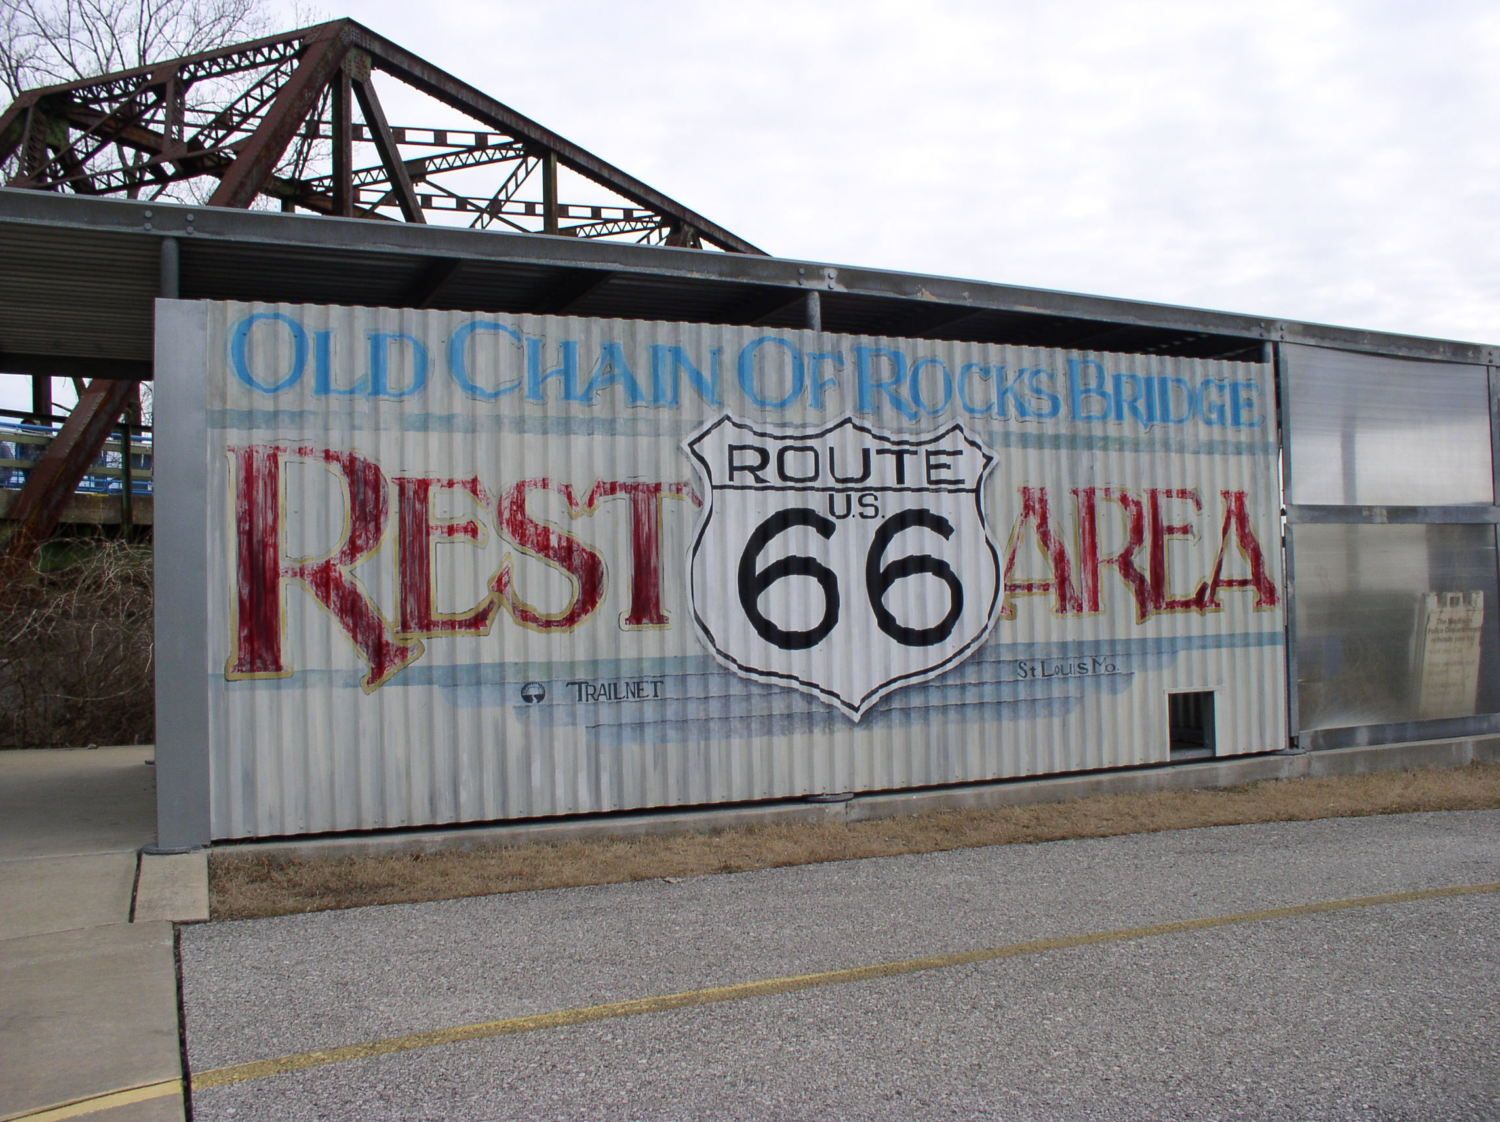 OLD CHAIN OF ROCKS BRIDGE
REST AREA
ROUTE
U.S.
66
TRAILNET
ST LOUIS MO.